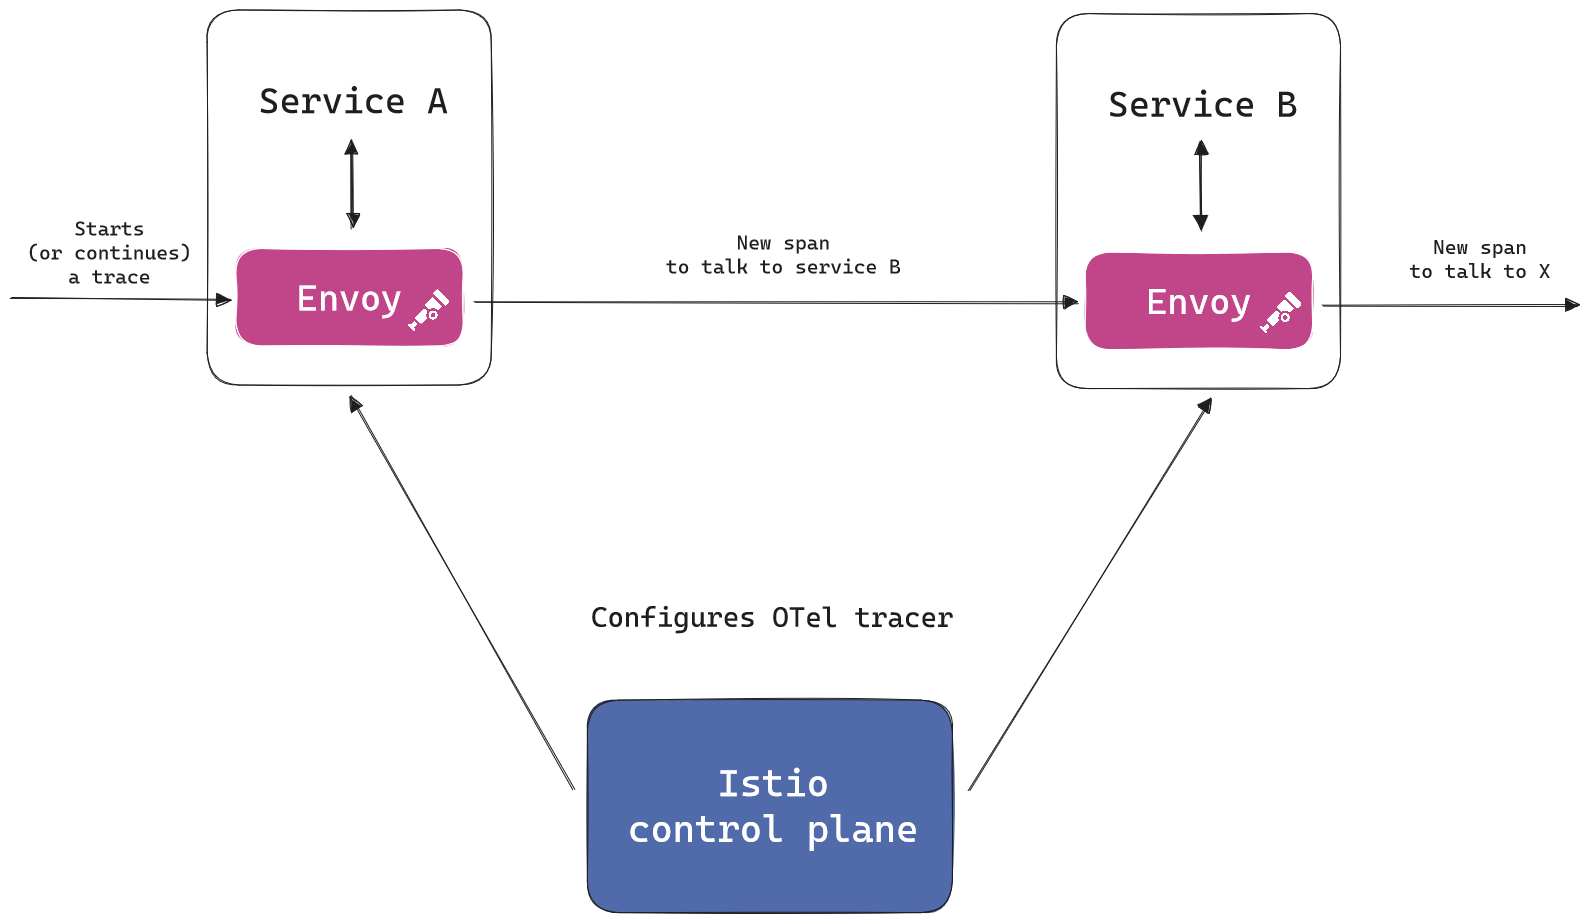 Service A
Service B
Starts
(or continues)
a trace
New span
to talk to service B
New span
to talk to X
Envoy
Envoy
Configures OTel tracer
Istio
control plane